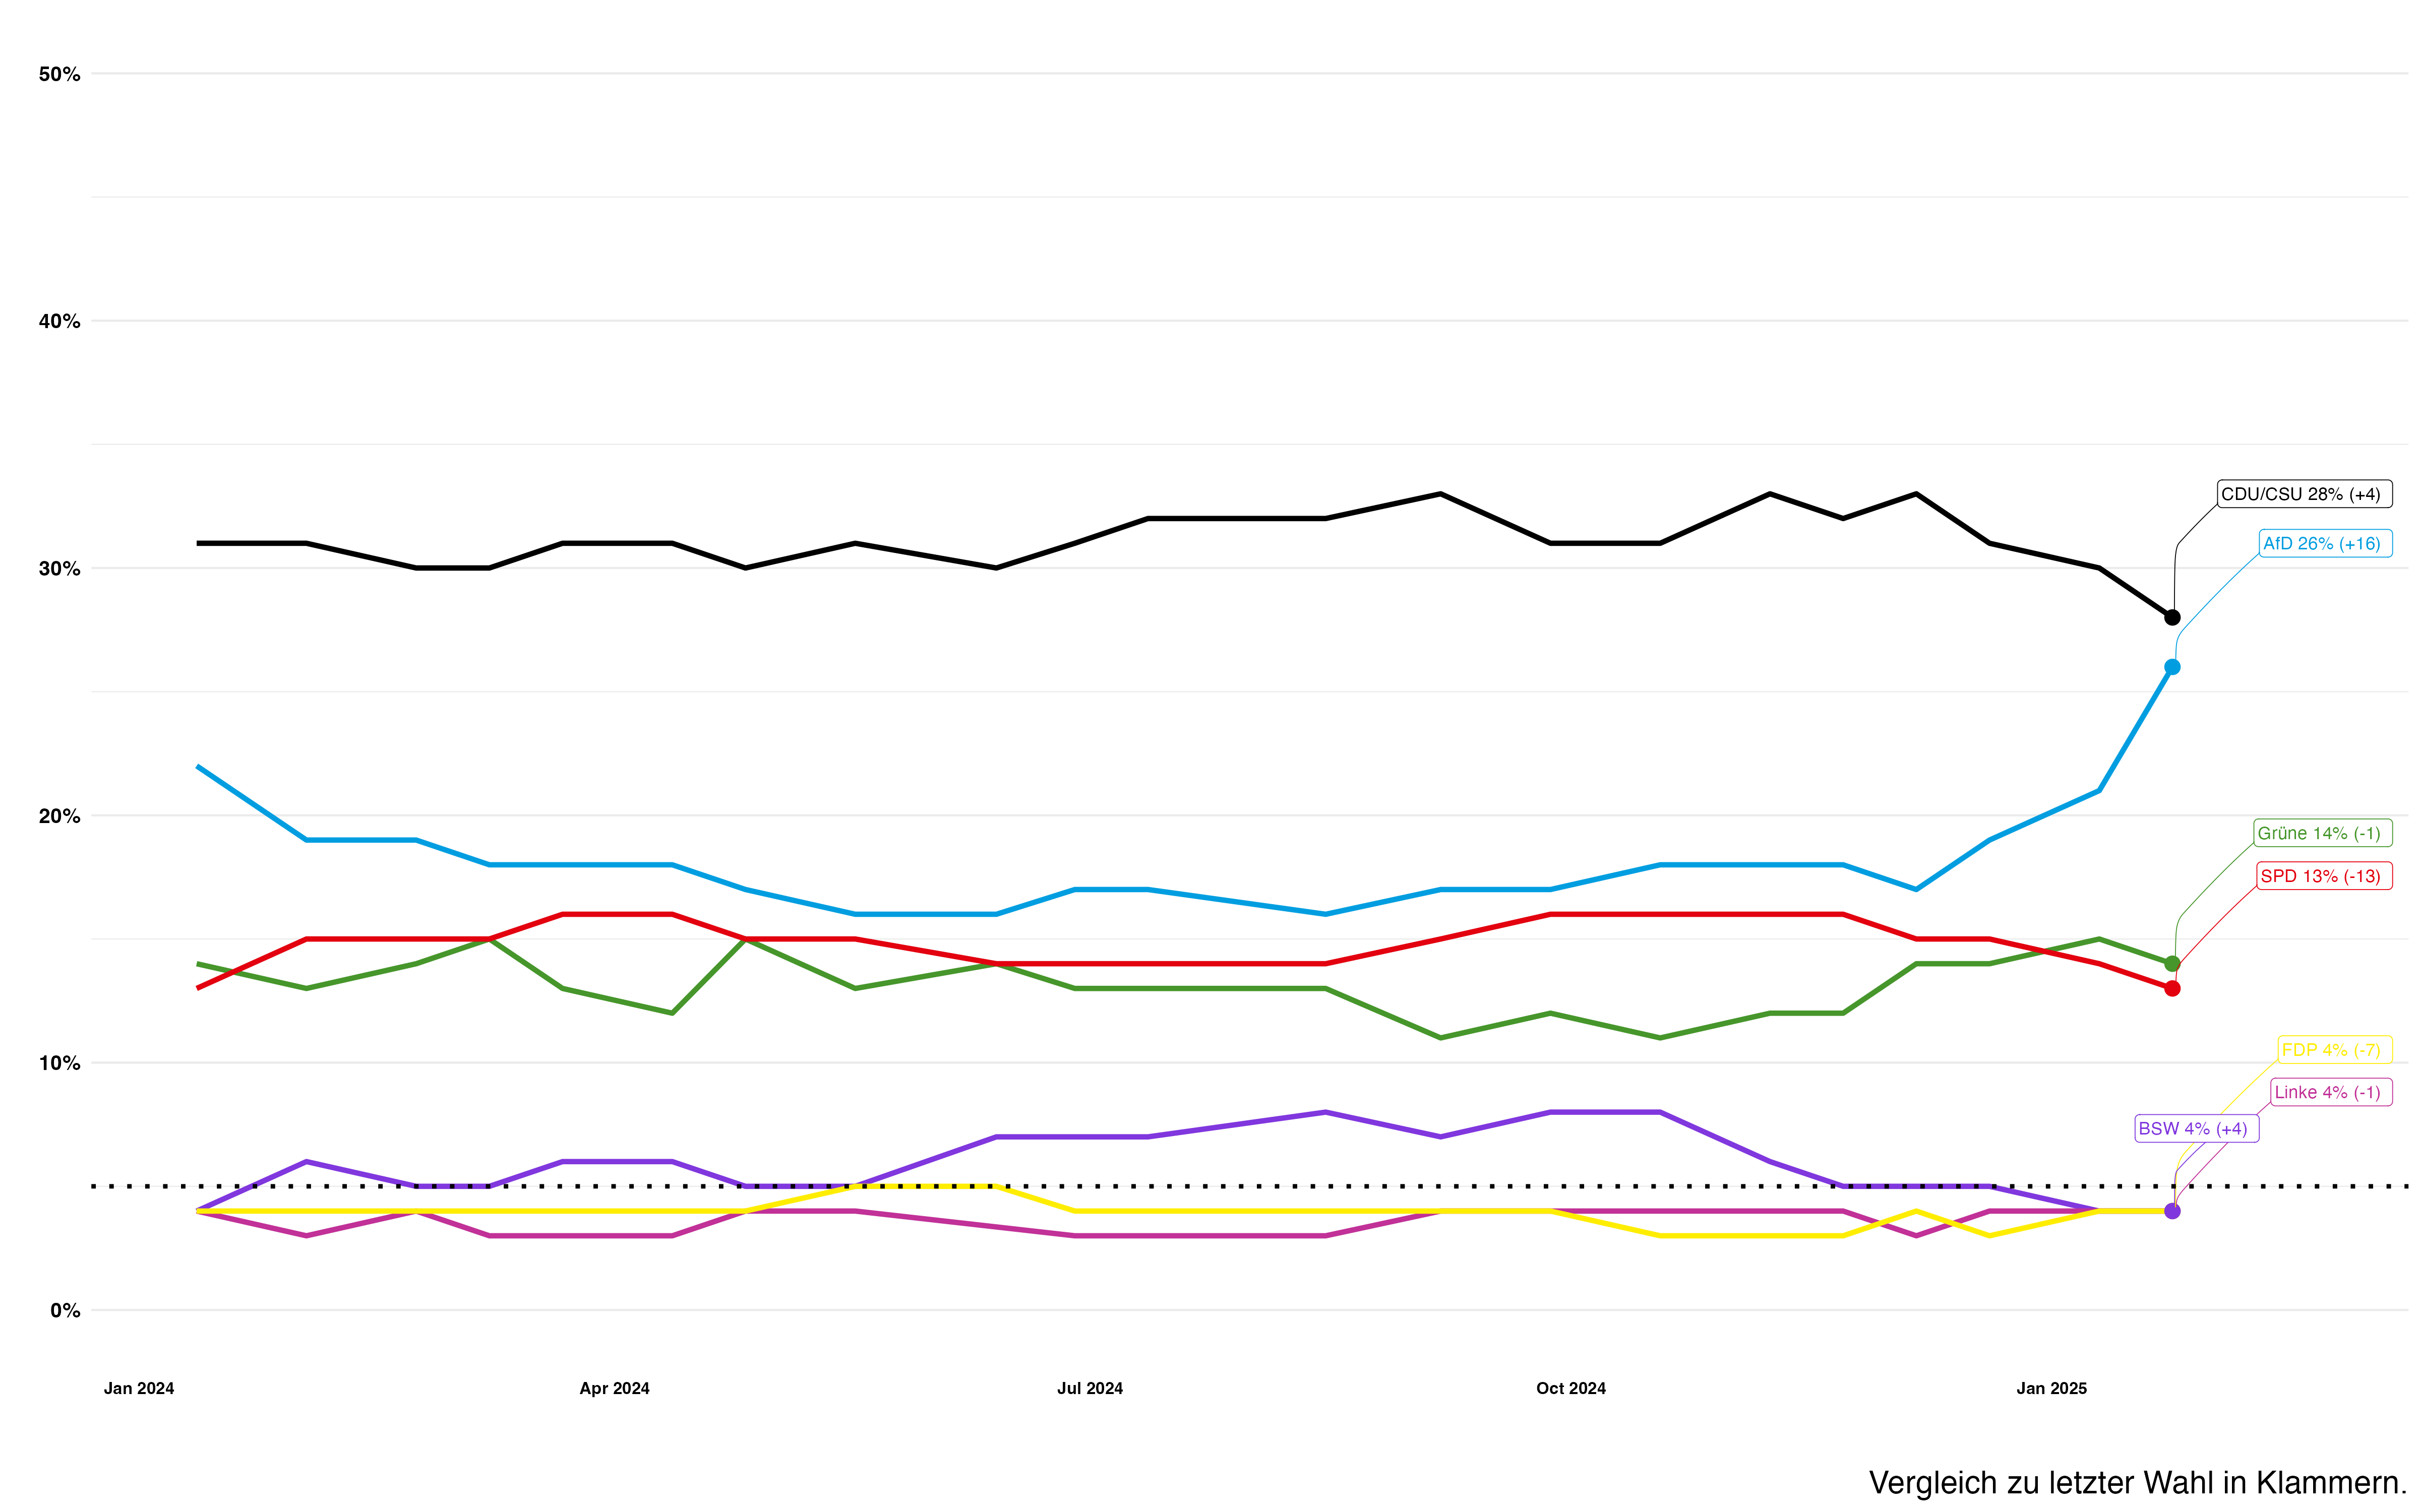 50%
40%
30%
20%
10%
0%
CDU/CSU 28% (+4)
AfD 26% (+16)
Grüne 14% (-1)
SPD 13% (-13)
FDP 4% (-7)
Linke 4% (-1)
BSW 4% (+4)
Jan 2024
Apr 2024
Jul 2024
Oct 2024
Jan 2025
Vergleich zu letzter Wahl in Klammern.